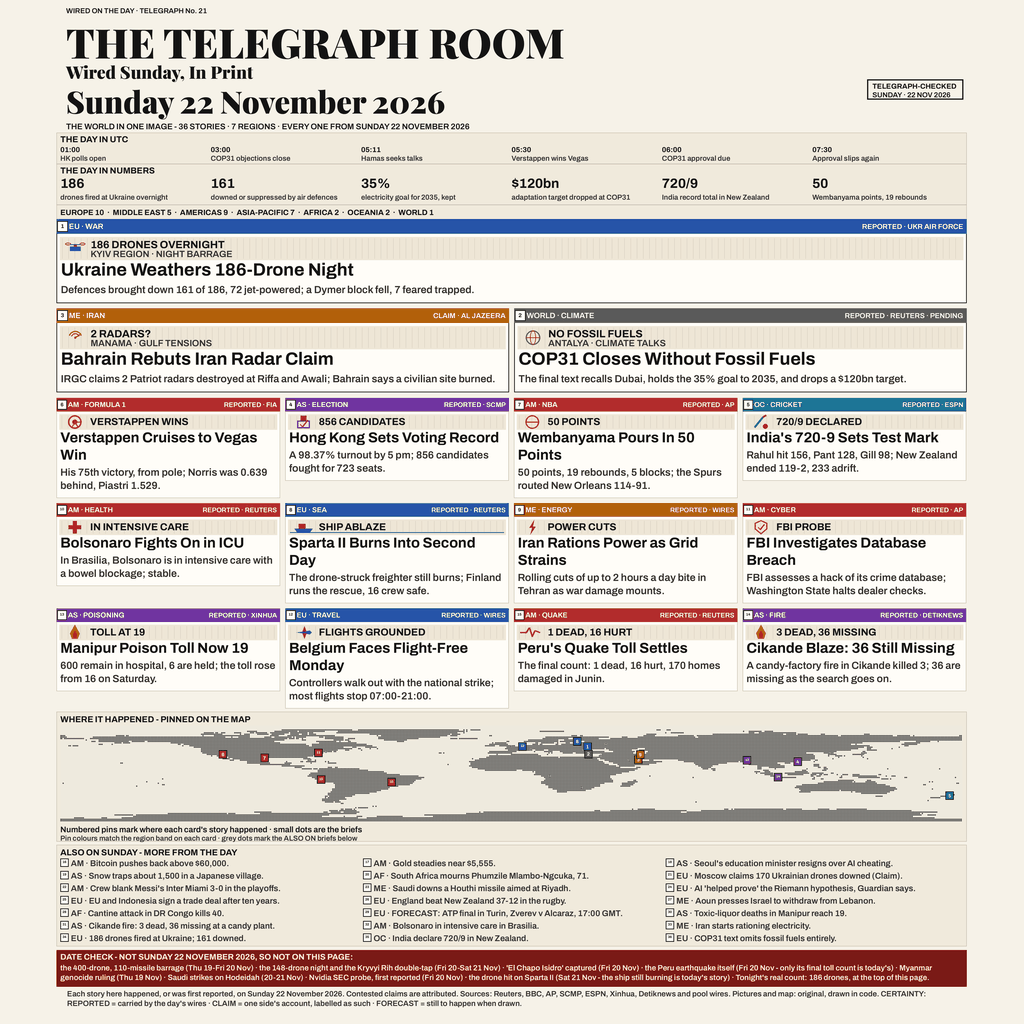 WIRED ON THE DAY · TELEGRAPH No. 21
THE TELEGRAPH ROOM
Wired Sunday, In Print
Sunday 22 November 2026
TELEGRAPH-CHECKED
SUNDAY · 22 NOV 2026
THE WORLD IN ONE IMAGE - 36 STORIES · 7 REGIONS · EVERY ONE FROM SUNDAY 22 NOVEMBER 2026
THE DAY IN UTC
01:00 03:00 05:11 05:30 06:00 07:30
HK polls open COP31 objections close Hamas seeks talks Verstappen wins Vegas COP31 approval due Approval slips again
THE DAY IN NUMBERS
186 161 35% $120bn 720/9 50
drones fired at Ukraine overnight downed or suppressed by air defences electricity goal for 2035, kept adaptation target dropped at COP31 India record total in New Zealand Wembanyama points, 19 rebounds
EUROPE 10 · MIDDLE EAST 5 · AMERICAS 9 · ASIA-PACIFIC 7 · AFRICA 2 · OCEANIA 2 · WORLD 1
1 EU · WAR REPORTED · UKR AIR FORCE
186 DRONES OVERNIGHT
KYIV REGION · NIGHT BARRAGE
Ukraine Weathers 186-Drone Night
Defences brought down 161 of 186, 72 jet-powered; a Dymer block fell, 7 feared trapped.
3 ME · IRAN CLAIM · AL JAZEERA
2 RADARS?
MANAMA · GULF TENSIONS
Bahrain Rebuts Iran Radar Claim
IRGC claims 2 Patriot radars destroyed at Riffa and Awali; Bahrain says a civilian site burned.
2 WORLD · CLIMATE REPORTED · REUTERS · PENDING
NO FOSSIL FUELS
ANTALYA · CLIMATE TALKS
COP31 Closes Without Fossil Fuels
The final text recalls Dubai, holds the 35% goal to 2035, and drops a $120bn target.
6 AM · FORMULA 1 REPORTED · FIA
VERSTAPPEN WINS
Verstappen Cruises to Vegas
Win
His 75th victory, from pole; Norris was 0.639
behind, Piastri 1.529.
4 AS · ELECTION REPORTED · SCMP
856 CANDIDATES
Hong Kong Sets Voting Record
A 98.37% turnout by 5 pm; 856 candidates
fought for 723 seats.
7 AM · NBA REPORTED · AP
50 POINTS
Wembanyama Pours In 50
Points
50 points, 19 rebounds, 5 blocks; the Spurs
routed New Orleans 114-91.
5 OC · CRICKET REPORTED · ESPN
720/9 DECLARED
India's 720-9 Sets Test Mark
Rahul hit 156, Pant 128, Gill 98; New Zealand
ended 119-2, 233 adrift.
AM · HEALTH REPORTED · REUTERS
IN INTENSIVE CARE
Bolsonaro Fights On in ICU
In Brasilia, Bolsonaro is in intensive care with
a bowel blockage; stable.
8 EU · SEA REPORTED · REUTERS
SHIP ABLAZE
Sparta II Burns Into Second
Day
The drone-struck freighter still burns; Finland
runs the rescue, 16 crew safe.
9 ME · ENERGY REPORTED · WIRES
POWER CUTS
Iran Rations Power as Grid
Strains
Rolling cuts of up to 2 hours a day bite in
Tehran as war damage mounts.
AM · CYBER REPORTED · AP
FBI PROBE
FBI Investigates Database
Breach
FBI assesses a hack of its crime database;
Washington State halts dealer checks.
AS · POISONING REPORTED · XINHUA
TOLL AT 19
Manipur Poison Toll Now 19
600 remain in hospital, 6 are held; the toll rose
from 16 on Saturday.
EU · TRAVEL REPORTED · WIRES
FLIGHTS GROUNDED
Belgium Faces Flight-Free
Monday
Controllers walk out with the national strike;
most flights stop 07:00-21:00.
AM · QUAKE REPORTED · REUTERS
1 DEAD, 16 HURT
Peru's Quake Toll Settles
The final count: 1 dead, 16 hurt, 170 homes
damaged in Junin.
AS · FIRE REPORTED · DETIKNEWS
3 DEAD, 36 MISSING
Cikande Blaze: 36 Still Missing
A candy-factory fire in Cikande killed 3; 36 are
missing as the search goes on.
WHERE IT HAPPENED - PINNED ON THE MAP
Numbered pins mark where each card's story happened · small dots are the briefs
Pin colours match the region band on each card · grey dots mark the ALSO ON briefs below
ALSO ON SUNDAY - MORE FROM THE DAY
AM · Bitcoin pushes back above $60,000. AM · Gold steadies near $5,555. AS · Seoul's education minister resigns over AI cheating.
AS · Snow traps about 1,500 in a Japanese village. AF · South Africa mourns Phumzile Mlambo-Ngcuka, 71. EU · Moscow claims 170 Ukrainian drones downed (Claim).
AM · Crew blank Messi's Inter Miami 3-0 in the playoffs. ME · Saudi downs a Houthi missile aimed at Riyadh. EU · AI 'helped prove' the Riemann hypothesis, Guardian says.
EU · EU and Indonesia sign a trade deal after ten years. EU · England beat New Zealand 37-12 in the rugby. ME · Aoun presses Israel to withdraw from Lebanon.
AF · Cantine attack in DR Congo kills 40. EU · FORECAST: ATP final in Turin, Zverev v Alcaraz, 17:00 GMT. AS · Toxic-liquor deaths in Manipur reach 19.
AS · Cikande fire: 3 dead, 36 missing at a candy plant. AM · Bolsonaro in intensive care in Brasilia. ME · Iran starts rationing electricity.
EU · 186 drones fired at Ukraine; 161 downed. OC · India declare 720/9 in New Zealand. EU · COP31 text omits fossil fuels entirely.
DATE CHECK - NOT SUNDAY 22 NOVEMBER 2026, SO NOT ON THIS PAGE:
the 400-drone, 110-missile barrage (Thu 19-Fri 20 Nov) · the 148-drone night and the Kryvyi Rih double-tap (Fri 20-Sat 21 Nov) · 'El Chapo Isidro' captured (Fri 20 Nov) · the Peru earthquake itself (Fri 20 Nov - only its final toll count is today's) · Myanmar
genocide ruling (Thu 19 Nov) · Saudi strikes on Hodeidah (20-21 Nov) · Nvidia SEC probe, first reported (Fri 20 Nov) · the drone hit on Sparta II (Sat 21 Nov - the ship still burning is today's story) · Tonight's real count: 186 drones, at the top of this page.
Each story here happened, or was first reported, on Sunday 22 November 2026. Contested claims are attributed. Sources: Reuters, BBC, AP, SCMP, ESPN, Xinhua, Detiknews and pool wires. Pictures and map: original, drawn in code. CERTAINTY:
REPORTED = carried by the day's wires · CLAIM = one side's account, labelled as such · FORECAST = still to happen when drawn.